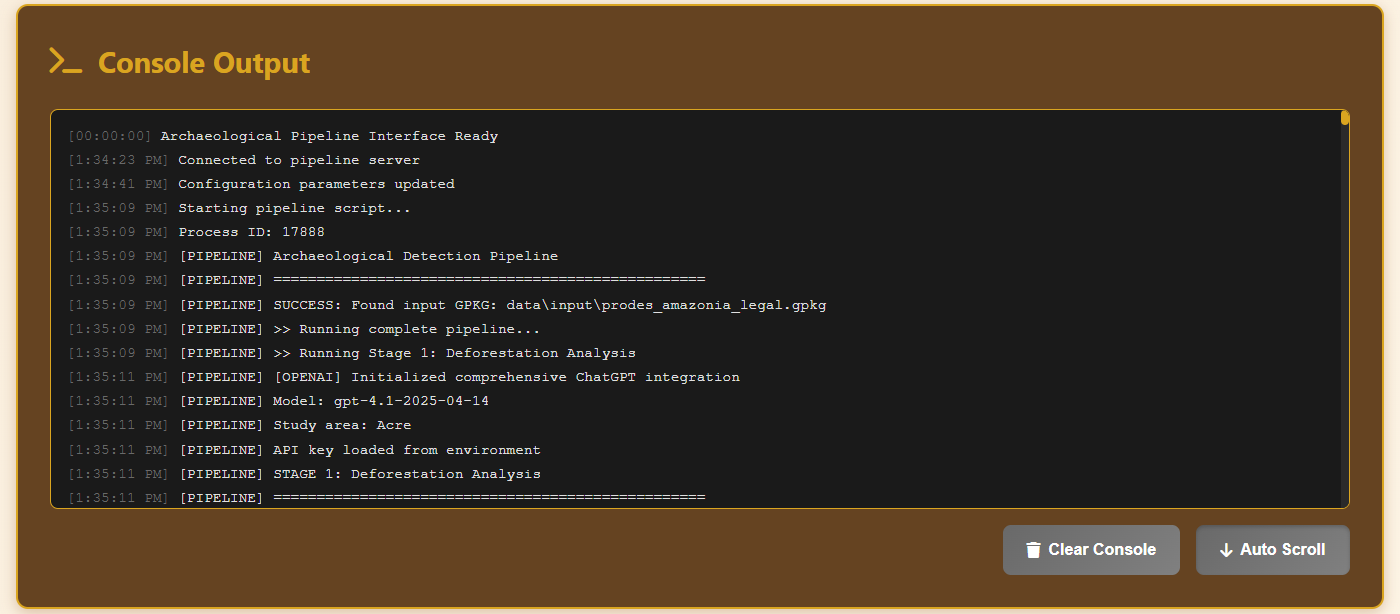 Console Output
[00:00:00] Archaeological Pipeline Interface Ready
[1:34:23 PM] Connected to pipeline server
[1:34:41 PM] Configuration parameters updated
[1:35:09 PM] Starting pipeline script...
[1:35:09 PM] Process ID: 17888
[1:35:09 PM] [PIPELINE] Archaeological Detection Pipeline
[1:35:09 PM] [PIPELINE] ==================================================
[1:35:09 PM] [PIPELINE] SUCCESS: Found input GPKG: data\input\prodes_amazonia_legal.gpkg
[1:35:09 PM] [PIPELINE] >> Running complete pipeline...
[1:35:09 PM] [PIPELINE] >> Running Stage 1: Deforestation Analysis
[1:35:11 PM] [PIPELINE] [OPENAI] Initialized comprehensive ChatGPT integration
[1:35:11 PM] [PIPELINE] Model: gpt-4.1-2025-04-14
[1:35:11 PM] [PIPELINE] Study area: Acre
[1:35:11 PM] [PIPELINE] API key loaded from environment
[1:35:11 PM] [PIPELINE] STAGE 1: Deforestation Analysis
[1:35:11 PM] [PIPELINE] ==================================================
Clear Console
Auto Scroll